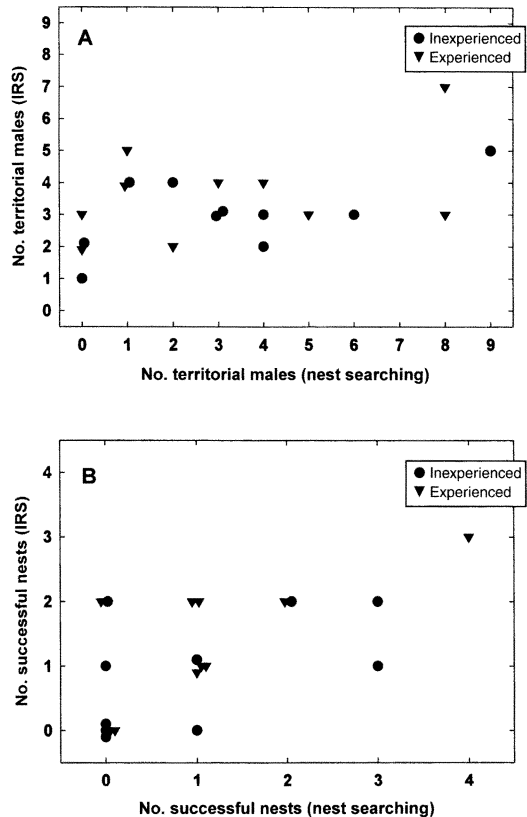 A
Inexperienced
Experienced
No. territorial males (IRS)
9
8
7
6
5
4
3
2
1
0
0 1 2 3 4 5 6 7 8 9
No. territorial males (nest searching)
B
Inexperienced
Experienced
No. successful nests (IRS)
4
3
2
1
0
0 1 2 3 4
No. successful nests (nest searching)